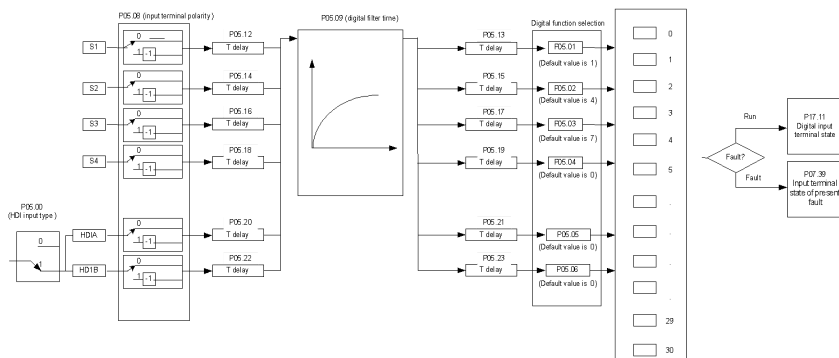 P05.08 (input terminal polarity)
P05.09 (digital filter time)
Digital function selection
S1
0
1
-1
P05.12
T delay
P05.13
T delay
P05.01
(Default value is 1)
S2
0
1
-1
P05.14
T delay
P05.15
T delay
P05.02
(Default value is 4)
S3
0
1
-1
P05.16
T delay
P05.17
T delay
P05.03
(Default value is 7)
S4
0
1
-1
P05.18
T delay
P05.19
T delay
P05.04
(Default value is 0)
P05.00
(HDI input type)
0
1
HDIA
0
1
-1
P05.20
T delay
P05.21
T delay
P05.05
(Default value is 0)
HD1B
0
1
-1
P05.22
T delay
P05.23
T delay
P05.06
(Default value is 0)
0
1
2
3
4
5
.
.
.
.
29
30
Fault?
Run
Fault
P17.11
Digital input
terminal state
P07.39
Input terminal
state of present
fault